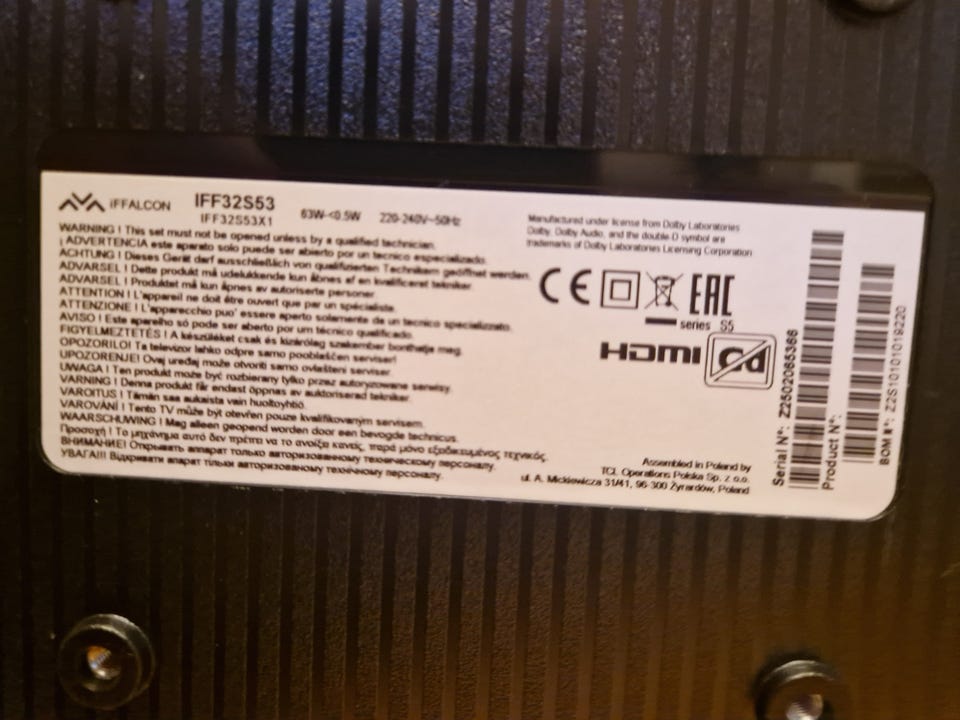 iFFALCON
IFF32S53
IFF32S53X1
63W-<0.5W
220-240V~50Hz
WARNING ! This set must not be opened unless by a qualified technician.
¡ ADVERTENCIA este aparato solo puede ser abierto por un tecnico especializado.
ACHTUNG ! Dieses Gerät darf ausschließlich von qualifizierten Technikern geöffnet werden.
ADVARSEL ! Dette produkt må udelukkende kun åbnes af en kvalificeret tekniker.
ADVARSEL ! Produktet må kun åpnes av autoriserte personer
ATTENTION ! L'appareil ne doit être ouvert que par un spécialiste.
ATTENZIONE ! L'apparecchio puo' essere aperto solamente da un tecnico specializzato.
AVISO ! Este aparelho só pode ser aberto por um técnico qualificado.
FIGYELMEZTETÉS ! A készüléket csak és kizárólag szakember bonthatja meg.
OPOZORILO! Ta televizor lahko odpre samo pooblaščen serviser!
UPOZORENJE! Ovaj uređaj može otvoriti samo ovlašteni serviser.
UWAGA ! Ten produkt może być rozbierany tylko przez autoryzowane serwisy.
VARNING ! Denna produkt får endast öppnas av auktoriserad tekniker.
VAROITUS ! Tämän saa aukaista vain huoltoyhtiö.
VAROVÁNÍ ! Tento TV může být otevřen pouze kvalifikovaným servisem.
WAARSCHUWING ! Mag alleen geopend worden door een bevoegde technicus.
Προσοχή ! Το μηχάνημα αυτό δεν πρέπει να το ανοίξει κανείς, παρά μόνο εξειδικευμένος τεχνικός.
ВНИМАНИЕ! Открывать аппарат только авторизованному техническому персоналу.
УВАГА!!! Відкривати апарат тільки авторизованому технічному персоналу.
Manufactured under license from Dolby Laboratories
Dolby, Dolby Audio, and the double-D symbol are
trademarks of Dolby Laboratories Licensing Corporation
CE
EAC
series S5
HDMI
Assembled in Poland by
TCL Operations Polska Sp. z o.o.
ul. A. Mickiewicza 31/41, 96-300 Żyrardów, Poland
Serial N°: Z2502065366
Product N°:
BOM #: Z2S10101019220